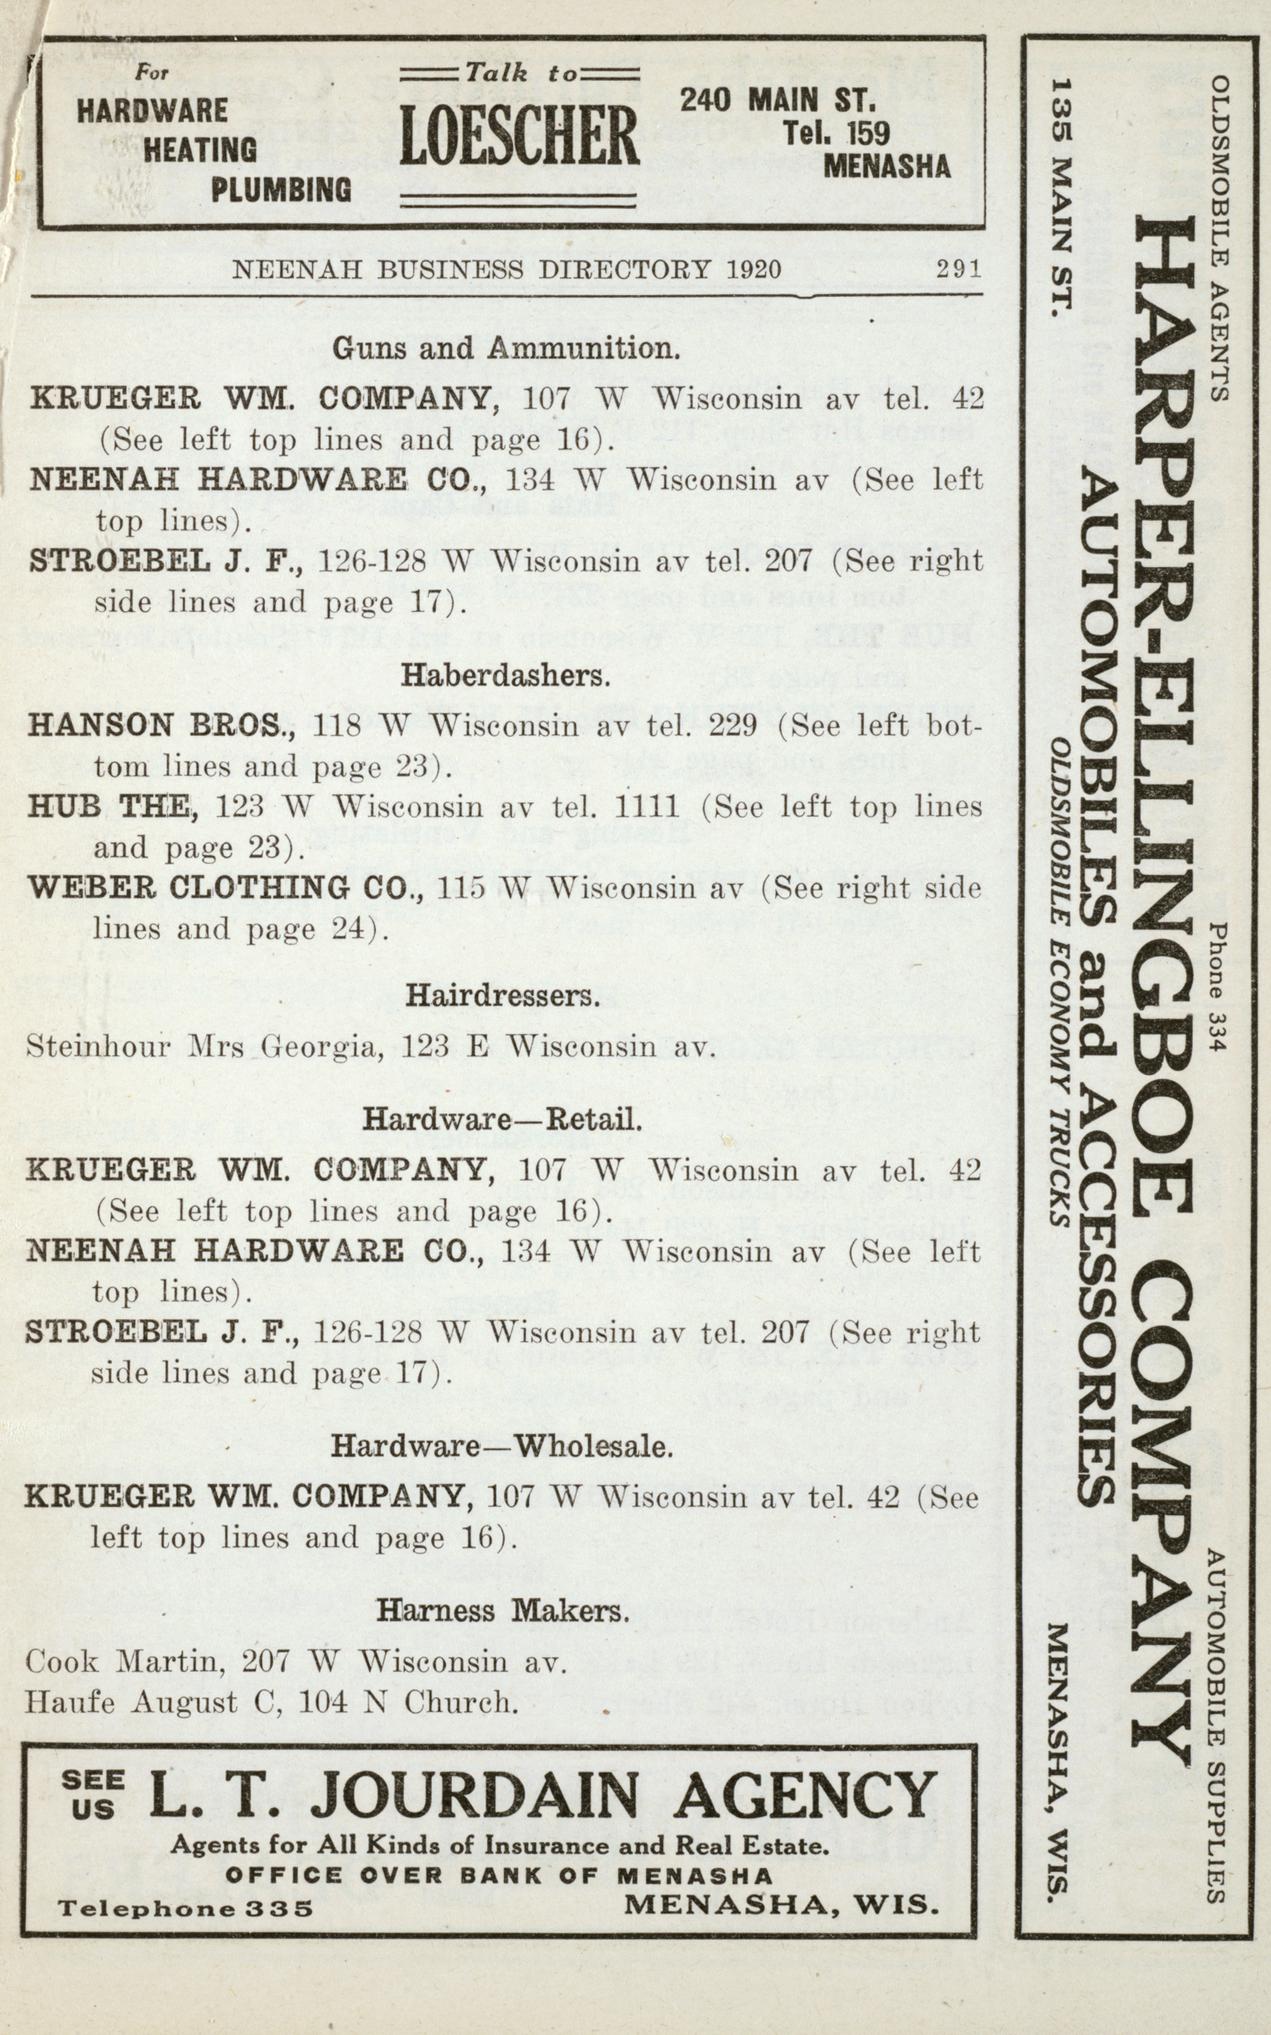 For
HARDWARE
HEATING
PLUMBING
Talk to
LOESCHER
240 MAIN ST.
Tel. 159
MENASHA
NEENAH BUSINESS DIRECTORY 1920 291
Guns and Ammunition.
KRUEGER WM. COMPANY, 107 W Wisconsin av tel. 42
(See left top lines and page 16).
NEENAH HARDWARE CO., 134 W Wisconsin av (See left
top lines).
STROEBEL J. F., 126-128 W Wisconsin av tel. 207 (See right
side lines and page 17).
Haberdashers.
HANSON BROS., 118 W Wisconsin av tel. 229 (See left bot-
tom lines and page 23).
HUB THE, 123 W Wisconsin av tel. 1111 (See left top lines
and page 23).
WEBER CLOTHING CO., 115 W Wisconsin av (See right side
lines and page 24).
Hairdressers.
Steinhour Mrs Georgia, 123 E Wisconsin av.
Hardware—Retail.
KRUEGER WM. COMPANY, 107 W Wisconsin av tel. 42
(See left top lines and page 16).
NEENAH HARDWARE CO., 134 W Wisconsin av (See left
top lines).
STROEBEL J. F., 126-128 W Wisconsin av tel. 207 (See right
side lines and page 17).
Hardware—Wholesale.
KRUEGER WM. COMPANY, 107 W Wisconsin av tel. 42 (See
left top lines and page 16).
Harness Makers.
Cook Martin, 207 W Wisconsin av.
Haufe August C, 104 N Church.
SEE US L. T. JOURDAIN AGENCY
Agents for All Kinds of Insurance and Real Estate.
OFFICE OVER BANK OF MENASHA
Telephone 335 MENASHA, WIS.
OLDSMOBILE AGENTS Phone 334 AUTOMOBILE SUPPLIES
HARPER-ELLINGBOE COMPANY
AUTOMOBILES and ACCESSORIES
135 MAIN ST. OLDSMOBILE ECONOMY TRUCKS MENASHA, WIS.